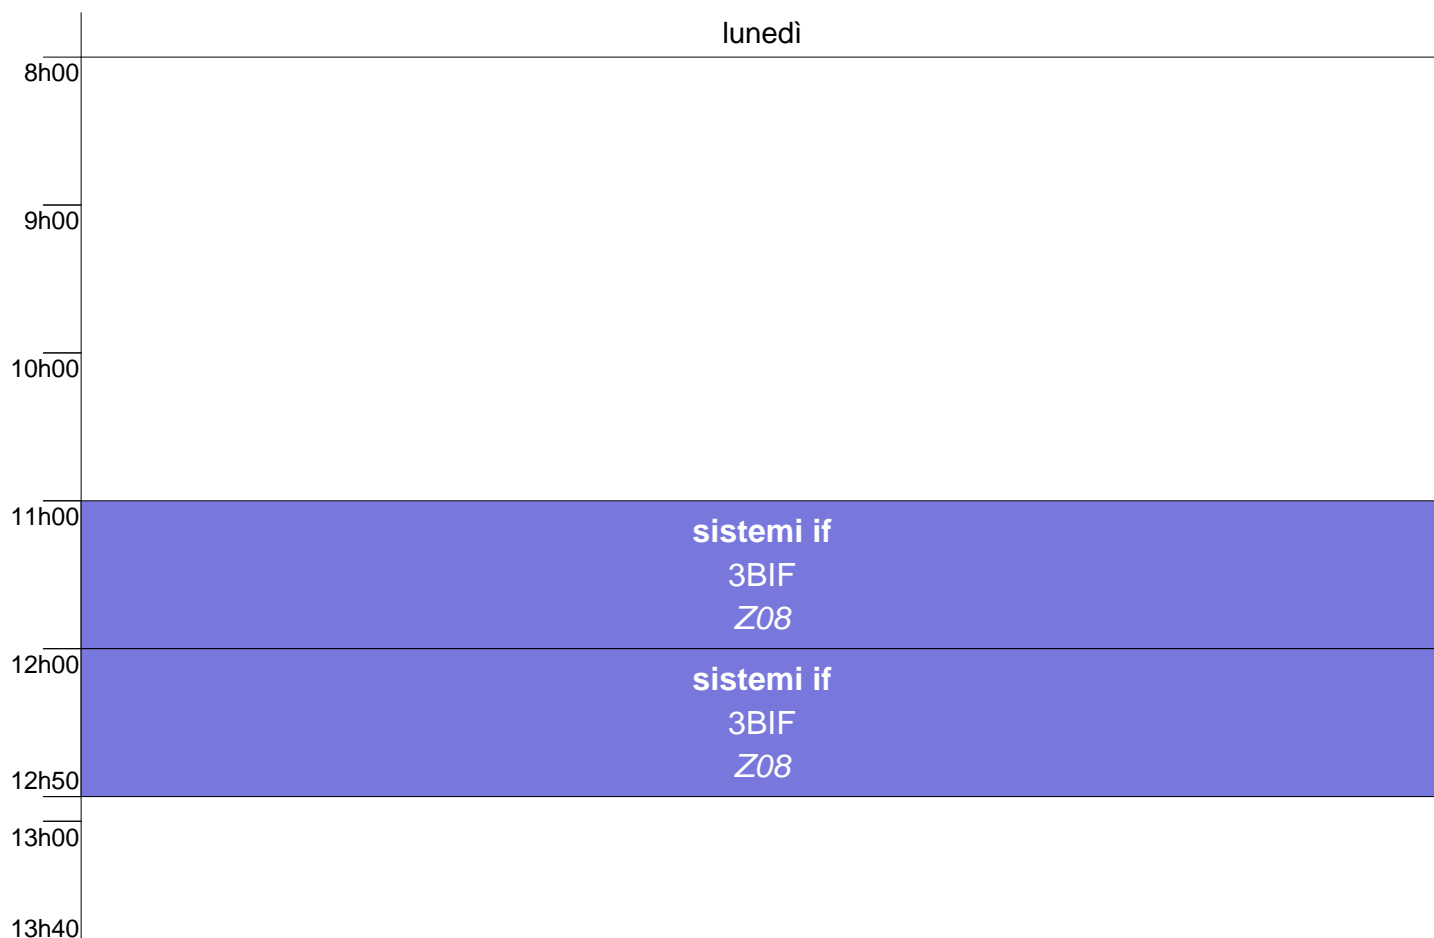 lunedì
8h00
9h00
10h00
11h00
sistemi if
3BIF
Z08
12h00
sistemi if
3BIF
Z08
12h50
13h00
13h40